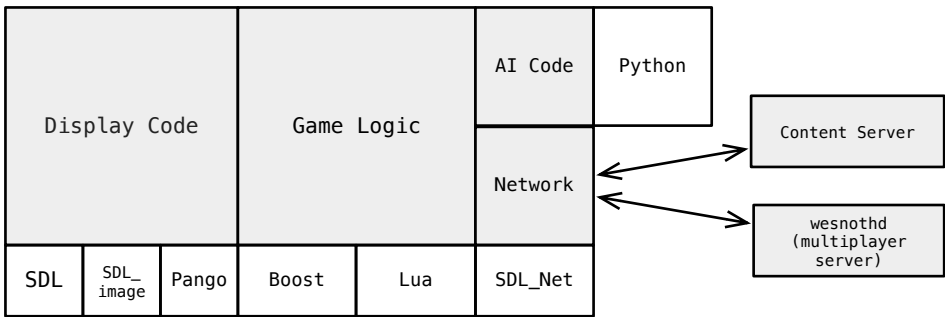 AI Code
Python
Display Code
Game Logic
Content Server
Network
wesnothd
(multiplayer
server)
SDL
SDL_
image
Pango
Boost
Lua
SDL_Net